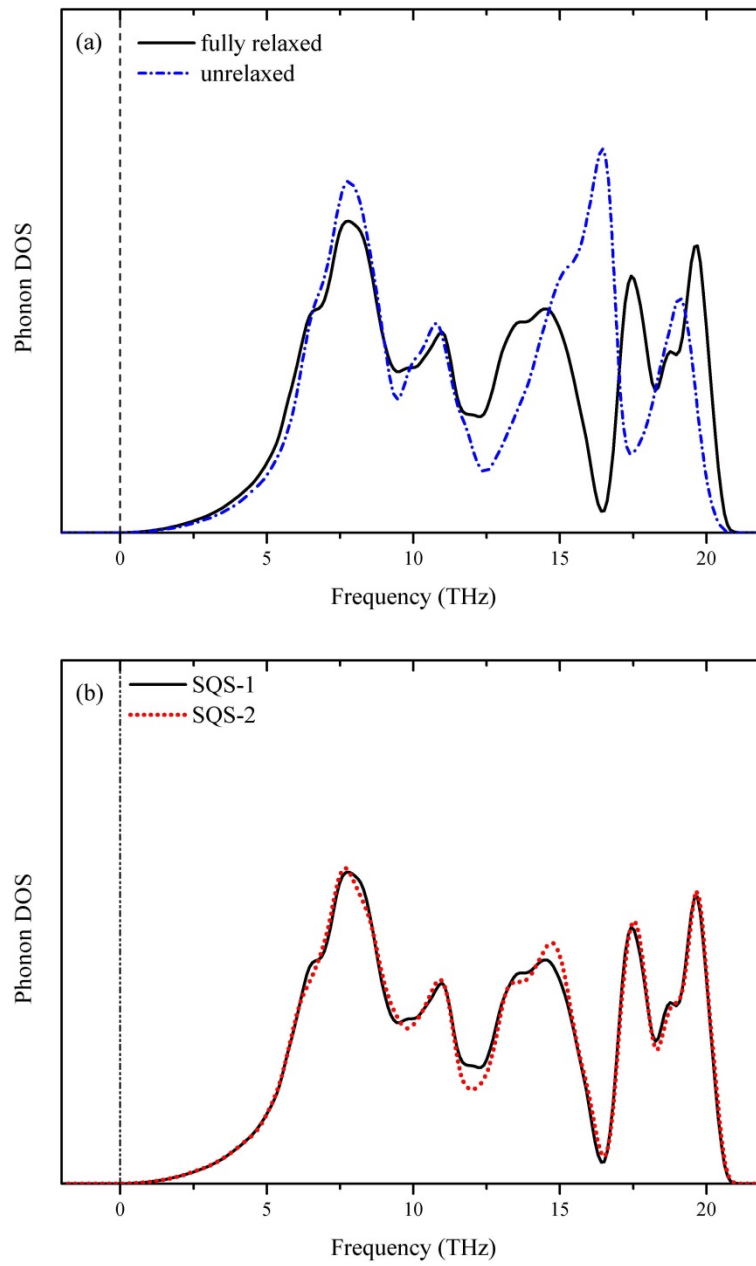 (a)
fully relaxed
unrelaxed
Phonon DOS
0 5 10 15 20
Frequency (THz)
(b)
SQS-1
SQS-2
Phonon DOS
0 5 10 15 20
Frequency (THz)